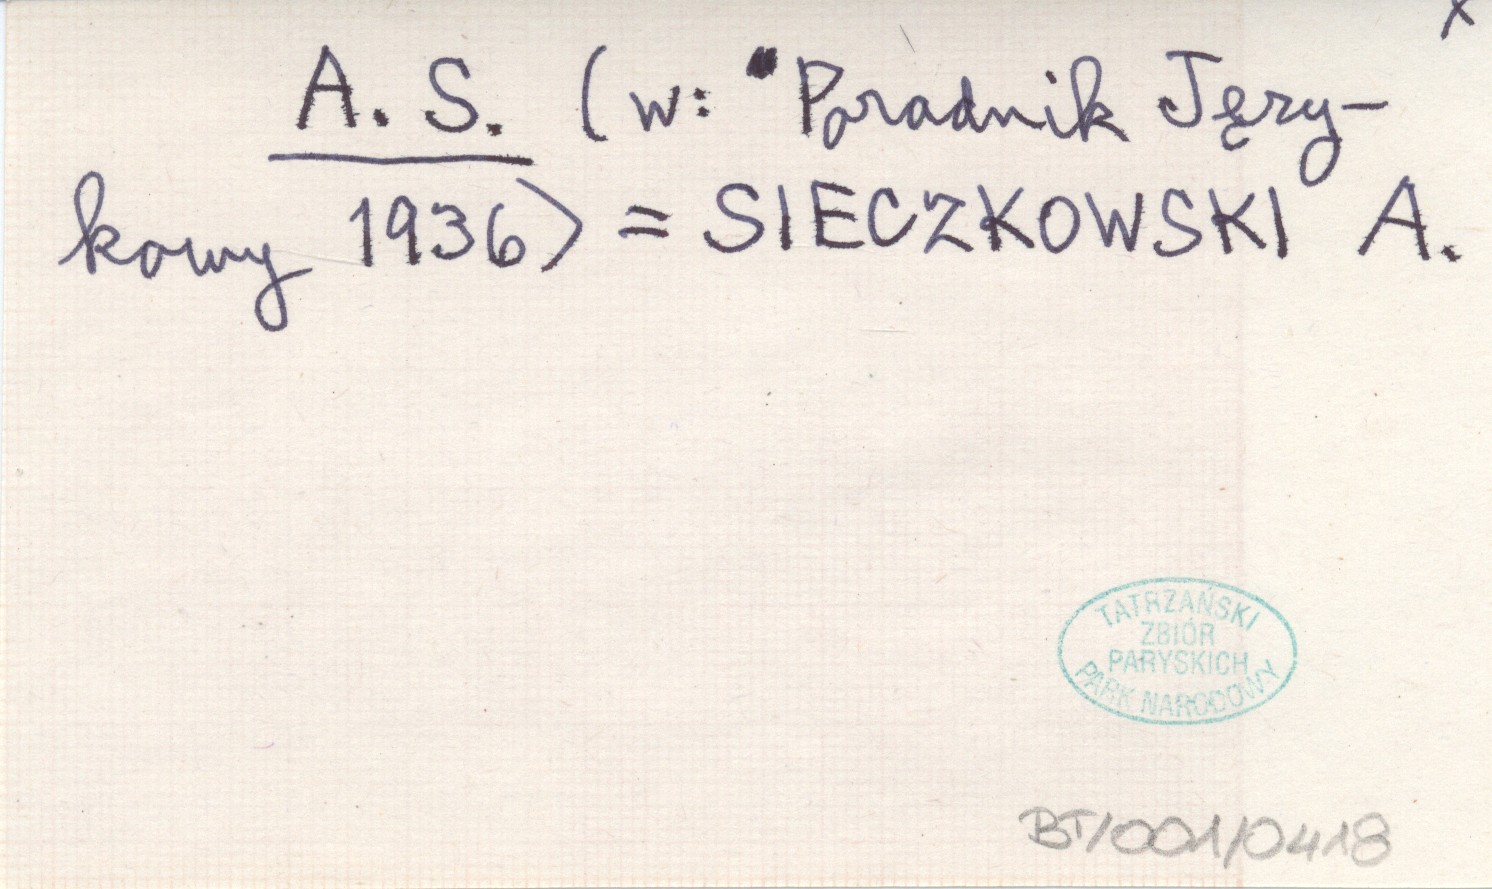 x
A. S. (w: "Poradnik Języ-
kowy 1936) = SIECZKOWSKI A.
TATRZAŃSKI
ZBIÓR
PARYSKICH
PARK NARODOWY
BT/001/0418